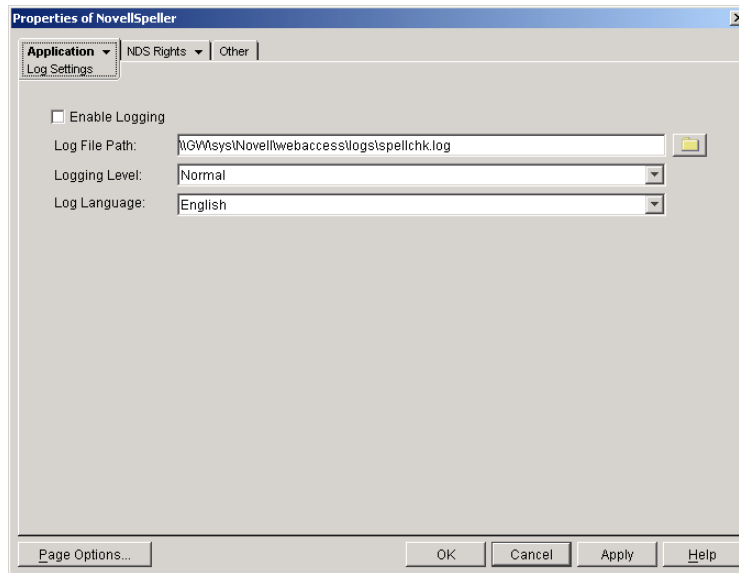 Properties of NovellSpeller
Application NDS Rights Other
Log Settings
Enable Logging
Log File Path: \\GW\sys\Novell\webaccess\logs\spellchk.log
Logging Level: Normal
Log Language: English
Page Options... OK Cancel Apply Help